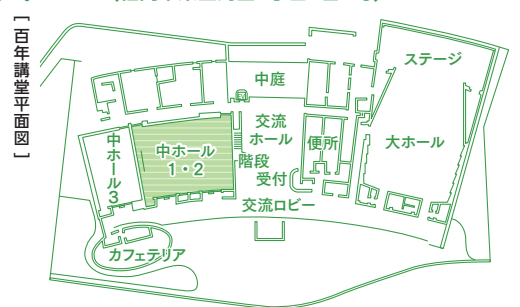 ［百年講堂平面図］
ステージ
中庭
交流
ホール
便所
大ホール
中ホール3
中ホール
1・2
階段
受付
交流ロビー
カフェテリア